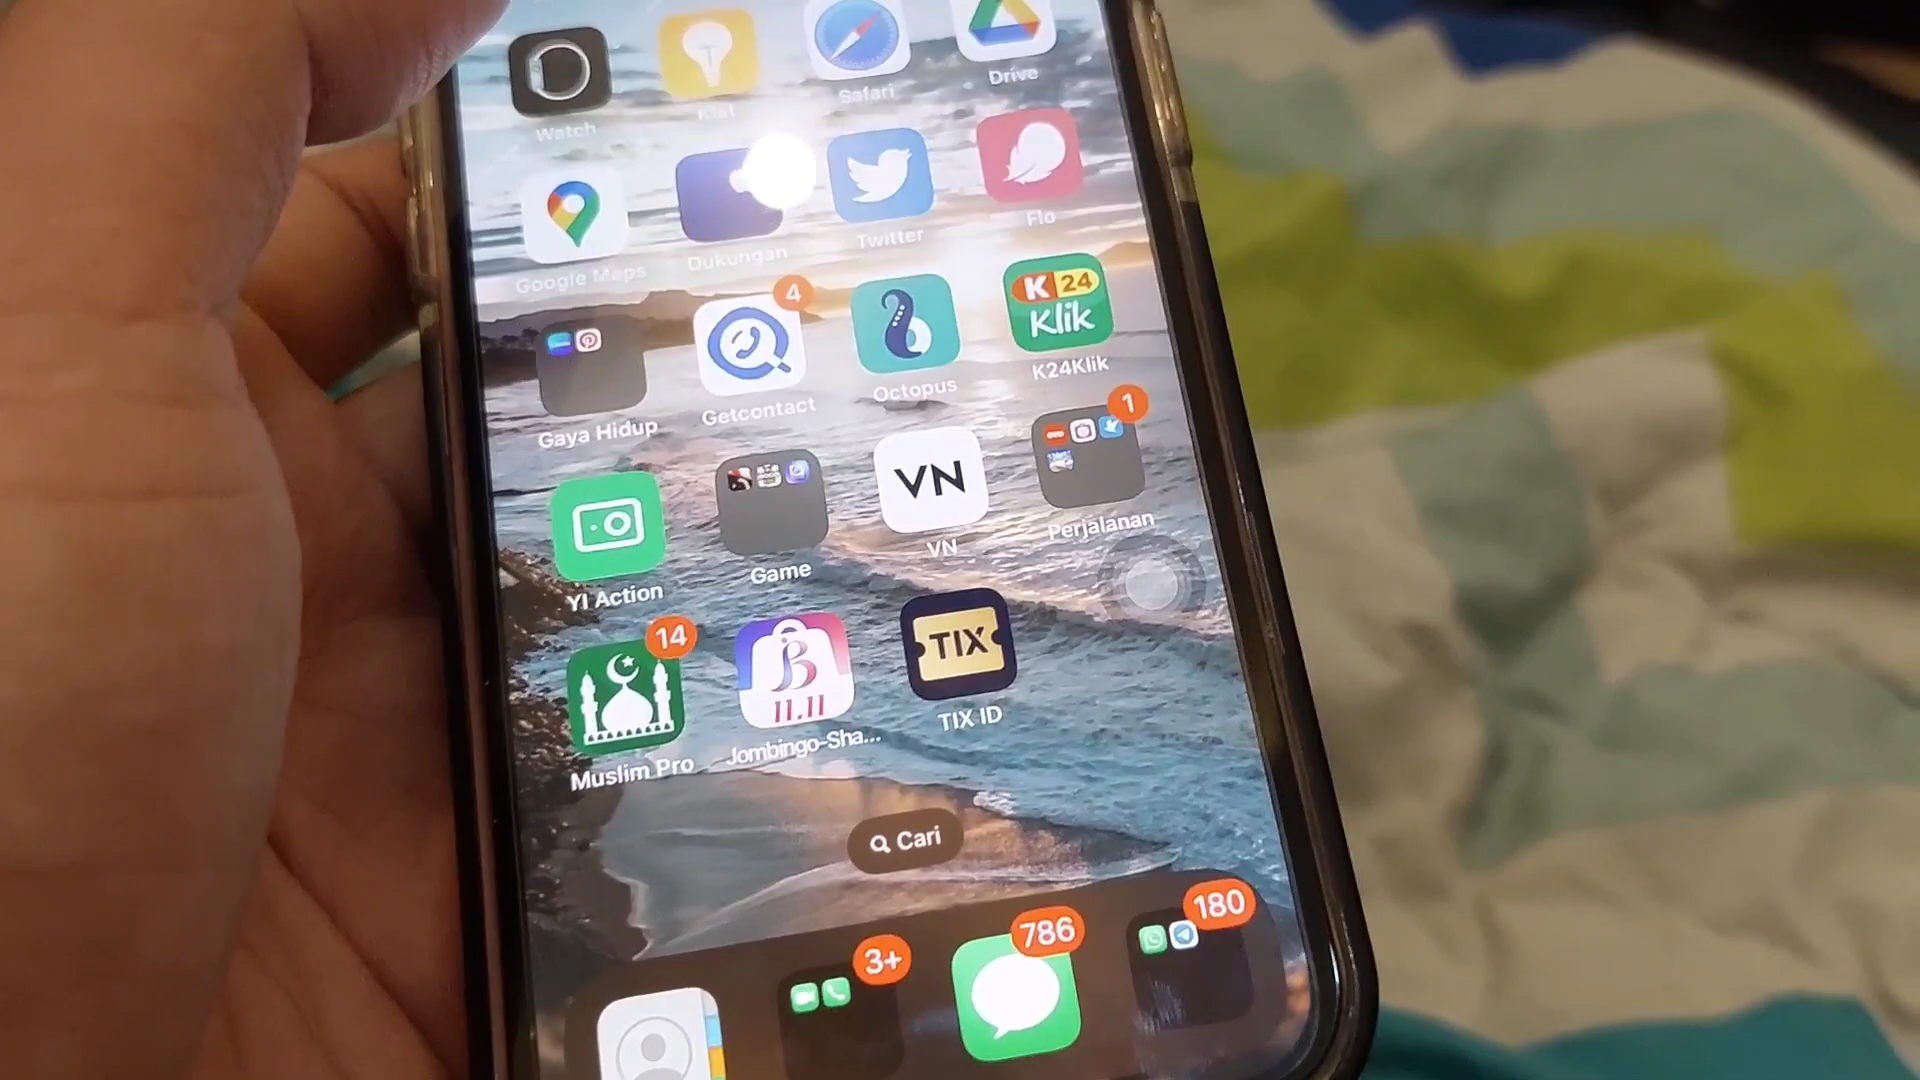 Watch
Kiat
Safari
Drive
Google Maps
Dukungan
Twitter
Flo
4
K 24
Klik
Gaya Hidup
Getcontact
Octopus
K24Klik
1
VN
YI Action
Game
VN
Perjalanan
14
B
11.11
TIX
Muslim Pro
Jombingo-Sha...
TIX ID
Cari
3+
786
180